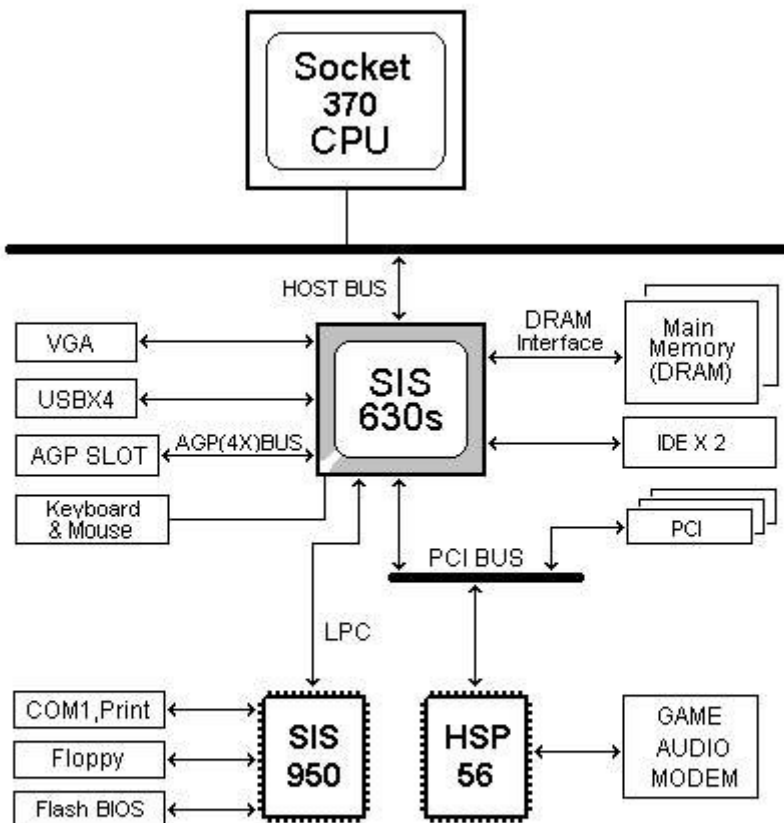 Socket
370
CPU
HOST BUS
VGA
USBX4
AGP SLOT
AGP(4X)BUS
Keyboard
& Mouse
SIS
630s
DRAM
Interface
Main
Memory
(DRAM)
IDE X 2
PCI
PCI BUS
LPC
COM1,Print
Floppy
Flash BIOS
SIS
950
HSP
56
GAME
AUDIO
MODEM